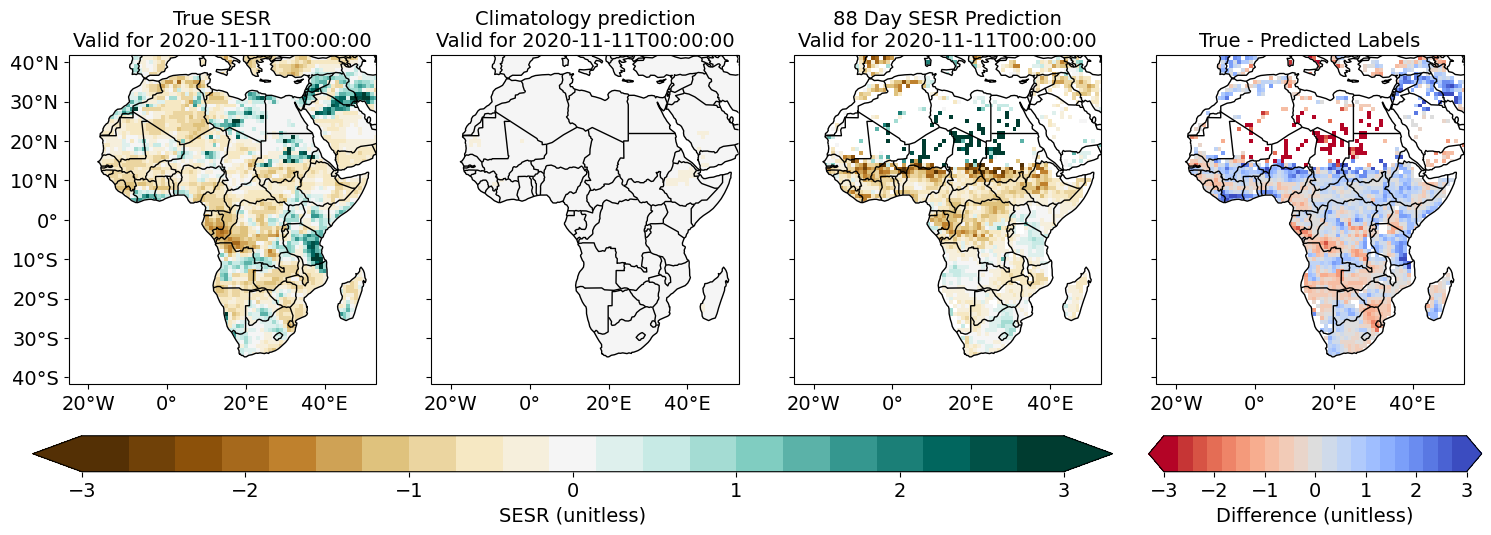 True SESR
Valid for 2020-11-11T00:00:00
Climatology prediction
Valid for 2020-11-11T00:00:00
88 Day SESR Prediction
Valid for 2020-11-11T00:00:00
True - Predicted Labels
40°N
30°N
20°N
10°N
0°
10°S
20°S
30°S
40°S
20°W 0° 20°E 40°E
20°W 0° 20°E 40°E
20°W 0° 20°E 40°E
20°W 0° 20°E 40°E
−3 −2 −1 0 1 2 3
SESR (unitless)
−3 −2 −1 0 1 2 3
Difference (unitless)